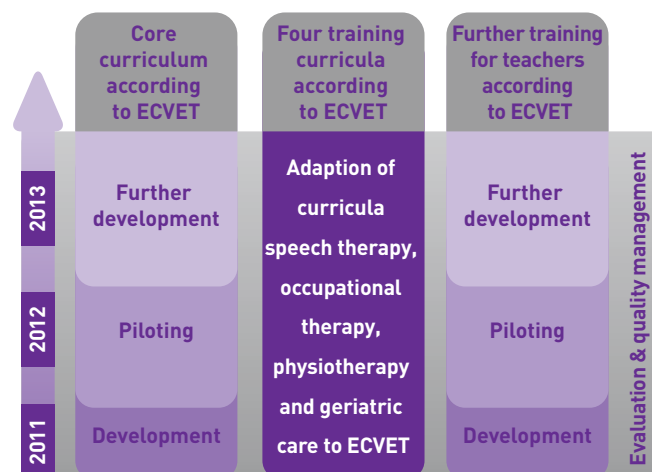 Core
curriculum
according
to ECVET
Four training
curricula
according
to ECVET
Further training
for teachers
according
to ECVET
2013
2012
2011
Further
development
Piloting
Development
Adaption of
curricula
speech therapy,
occupational
therapy,
physiotherapy
and geriatric
care to ECVET
Further
development
Piloting
Development
Evaluation & quality management